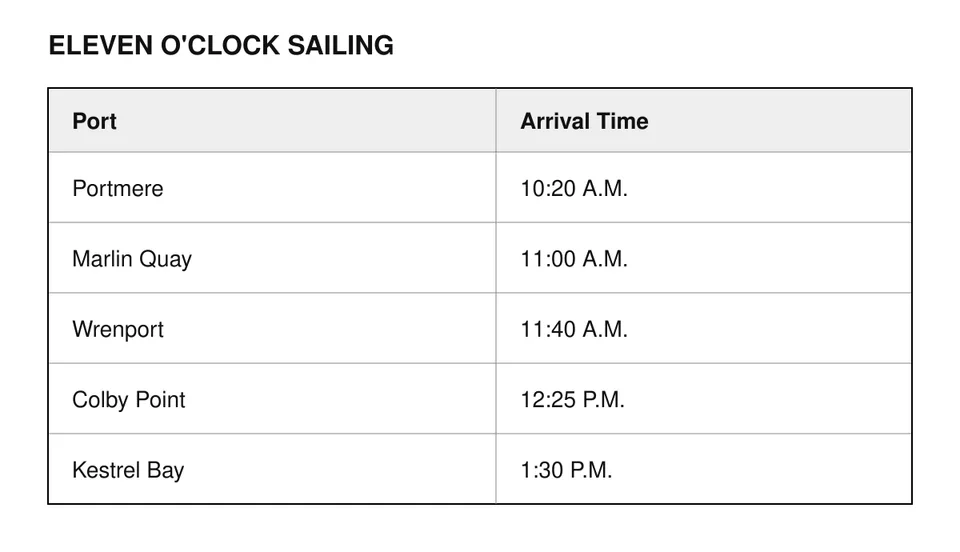 ELEVEN O'CLOCK SAILING
Port Arrival Time
Portmere 10:20 A.M.
Marlin Quay 11:00 A.M.
Wrenport 11:40 A.M.
Colby Point 12:25 P.M.
Kestrel Bay 1:30 P.M.